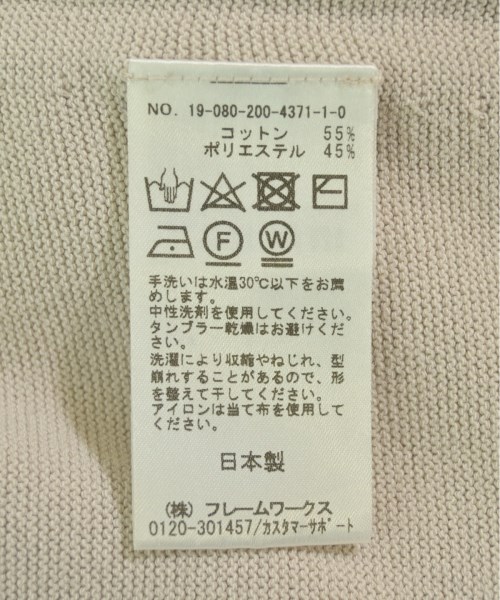 NO. 19-080-200-4371-1-0
コットン 55%
ポリエステル 45%
F W
手洗いは水温30℃以下をお薦
めします。
中性洗剤を使用してください。
タンブラー乾燥はお避けくだ
さい。
洗濯により収縮やねじれ、型
崩れすることがあるので、形
を整えて干してください。
アイロンは当て布を使用して
ください。
日本製
(株) フレームワークス
0120-301457/ｶｽﾀﾏｰｻﾎﾟｰﾄ